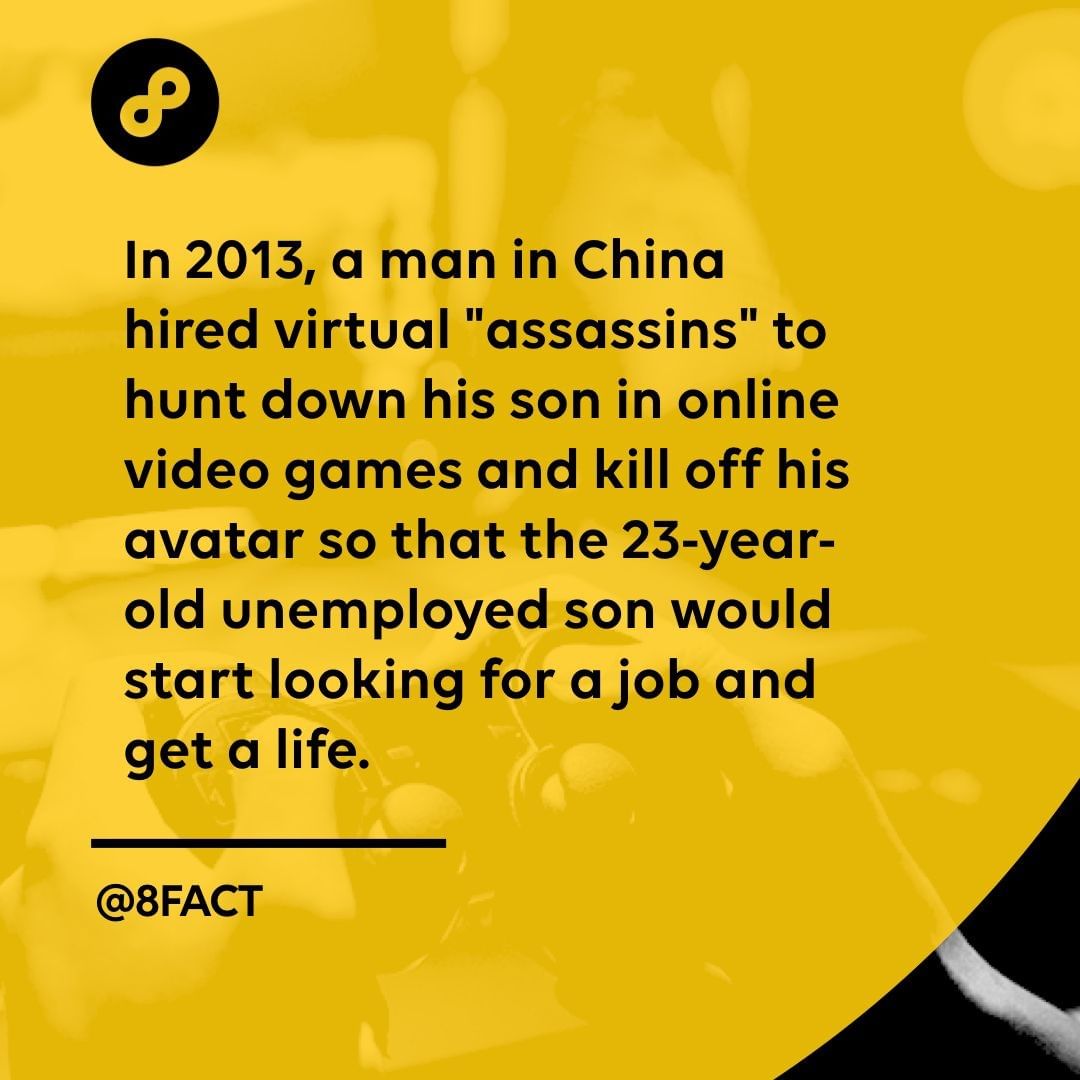 In 2013, a man in China
hired virtual "assassins" to
hunt down his son in online
video games and kill off his
avatar so that the 23-year-
old unemployed son would
start looking for a job and
get a life.
@8FACT